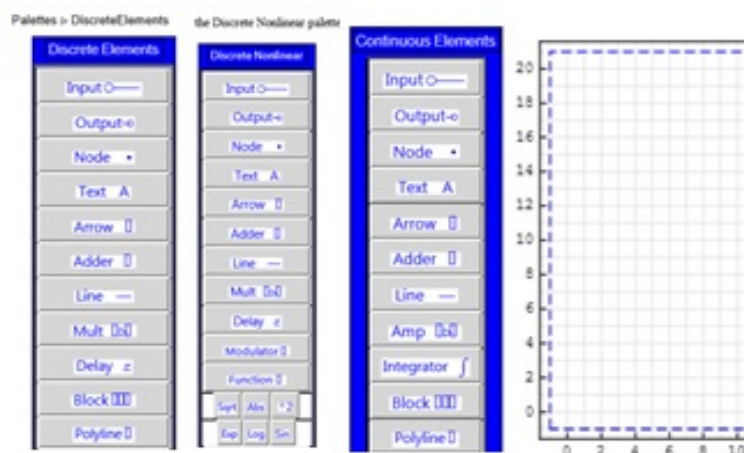 Palettes > DiscreteElements
Discrete Elements
Input
Output
Node
Text A
Arrow
Adder
Line
Mult
Delay z
Block
Polyline
the Discrete Nonlinear palette
Discrete Nonlinear
Input
Output
Node
Text A
Arrow
Adder
Line
Mult
Delay z
Modulator
Function
Sqrt Abs ^2
Exp Log Sin
Continuous Elements
Input
Output
Node
Text A
Arrow
Adder
Line
Amp
Integrator ∫
Block
Polyline
20
18
16
14
12
10
8
6
4
2
0
0 2 4 6 8 10